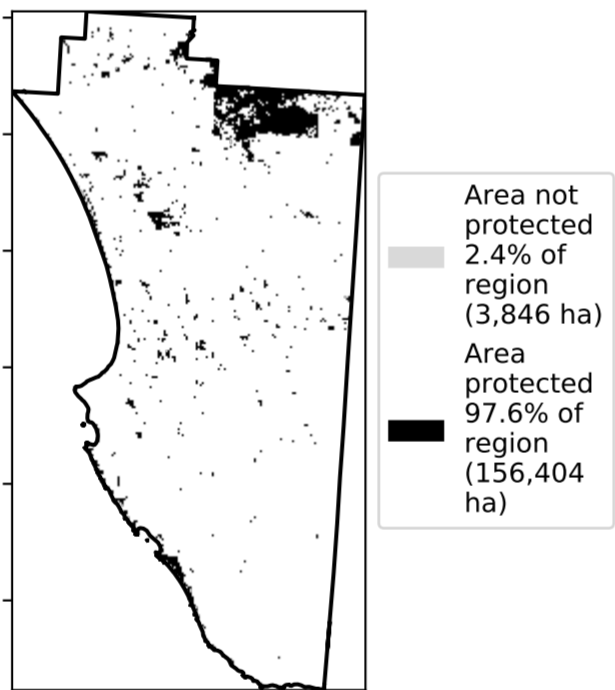 Area not
protected
2.4% of
region
(3,846 ha)
Area
protected
97.6% of
region
(156,404
ha)